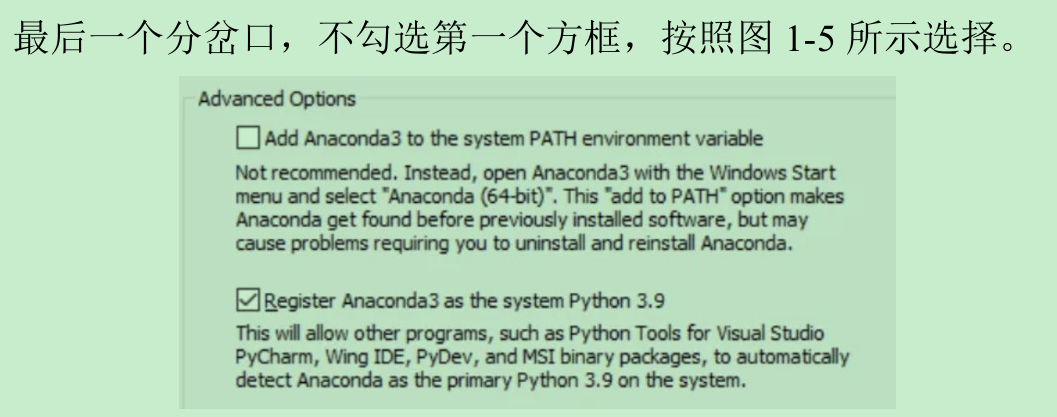 最后一个分岔口，不勾选第一个方框，按照图 1-5 所示选择。
Advanced Options
Add Anaconda3 to the system PATH environment variable
Not recommended. Instead, open Anaconda3 with the Windows Start
menu and select "Anaconda (64-bit)". This "add to PATH" option makes
Anaconda get found before previously installed software, but may
cause problems requiring you to uninstall and reinstall Anaconda.
Register Anaconda3 as the system Python 3.9
This will allow other programs, such as Python Tools for Visual Studio
PyCharm, Wing IDE, PyDev, and MSI binary packages, to automatically
detect Anaconda as the primary Python 3.9 on the system.